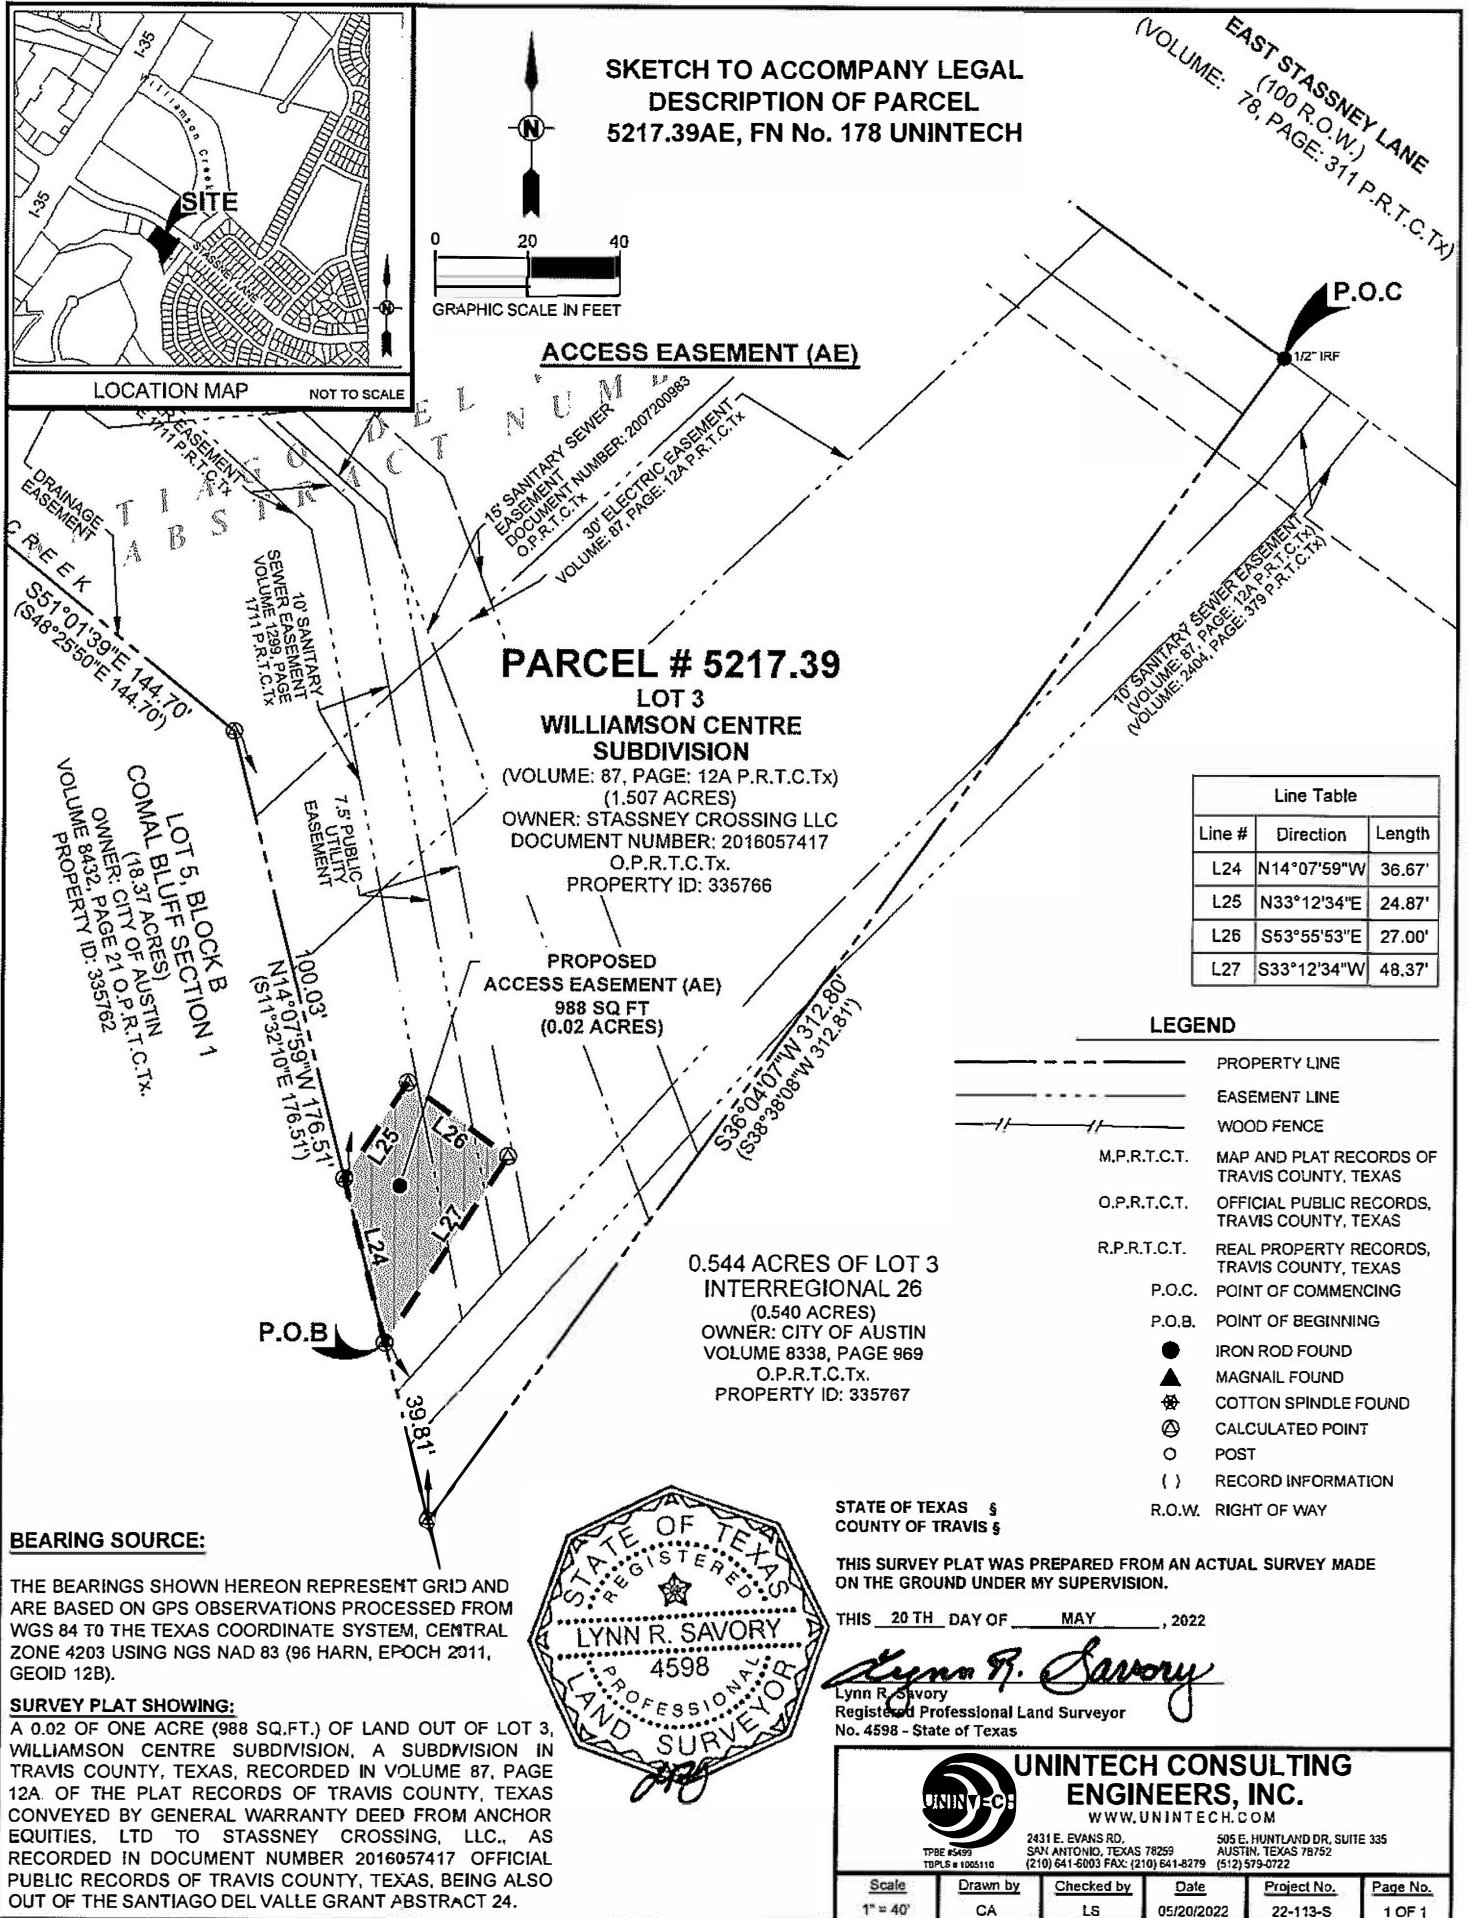 I-35
Williamson Creek
I-35
SITE
STASSNEY LANE
N
LOCATION MAP
NOT TO SCALE
N
SKETCH TO ACCOMPANY LEGAL
DESCRIPTION OF PARCEL
5217.39AE, FN No. 178 UNINTECH
0 20 40
GRAPHIC SCALE IN FEET
ACCESS EASEMENT (AE)
EAST STASSNEY LANE
(100 R.O.W.)
(VOLUME: 78, PAGE: 311 P.R.T.C.Tx)
P.O.C
1/2" IRF
DEL
NUM
TIAGO
ABSTRACT
EASEMENT
1711 P.R.T.C.Tx
DRAINAGE
EASEMENT
CREEK
S51°01'39"E 144.70'
(S48°25'50"E 144.70')
10' SANITARY
SEWER EASEMENT
VOLUME 1299, PAGE
1711 P.R.T.C.Tx
15' SANITARY SEWER
EASEMENT
DOCUMENT NUMBER: 2007200983
O.P.R.T.C.Tx
30' ELECTRIC EASEMENT
VOLUME: 87, PAGE: 12A P.R.T.C.Tx
10' SANITARY SEWER EASEMENT
(VOLUME: 87, PAGE: 12A P.R.T.C.Tx)
(VOLUME: 2404, PAGE: 379 P.R.T.C.Tx)
PARCEL # 5217.39
LOT 3
WILLIAMSON CENTRE
SUBDIVISION
(VOLUME: 87, PAGE: 12A P.R.T.C.Tx)
(1.507 ACRES)
OWNER: STASSNEY CROSSING LLC
DOCUMENT NUMBER: 2016057417
O.P.R.T.C.Tx.
PROPERTY ID: 335766
7.5' PUBLIC
UTILITY
EASEMENT
LOT 5, BLOCK B
COMAL BLUFF SECTION 1
(18.37 ACRES)
OWNER: CITY OF AUSTIN
VOLUME 8432, PAGE 21 O.P.R.T.C.Tx.
PROPERTY ID: 335762
100.03'
N14°07'59"W 176.51'
(S11°32'10"E 176.51')
PROPOSED
ACCESS EASEMENT (AE)
988 SQ FT
(0.02 ACRES)
S36°04'07"W 312.80'
(S38°38'08"W 312.81')
Line Table
Line # Direction Length
L24 N14°07'59"W 36.67'
L25 N33°12'34"E 24.87'
L26 S53°55'53"E 27.00'
L27 S33°12'34"W 48.37'
L25
L26
L24
L27
P.O.B
39.81'
0.544 ACRES OF LOT 3
INTERREGIONAL 26
(0.540 ACRES)
OWNER: CITY OF AUSTIN
VOLUME 8338, PAGE 969
O.P.R.T.C.Tx.
PROPERTY ID: 335767
LEGEND
PROPERTY LINE
EASEMENT LINE
WOOD FENCE
M.P.R.T.C.T. MAP AND PLAT RECORDS OF
TRAVIS COUNTY, TEXAS
O.P.R.T.C.T. OFFICIAL PUBLIC RECORDS,
TRAVIS COUNTY, TEXAS
R.P.R.T.C.T. REAL PROPERTY RECORDS,
TRAVIS COUNTY, TEXAS
P.O.C. POINT OF COMMENCING
P.O.B. POINT OF BEGINNING
IRON ROD FOUND
MAGNAIL FOUND
COTTON SPINDLE FOUND
CALCULATED POINT
POST
( ) RECORD INFORMATION
R.O.W. RIGHT OF WAY
BEARING SOURCE:
THE BEARINGS SHOWN HEREON REPRESENT GRID AND
ARE BASED ON GPS OBSERVATIONS PROCESSED FROM
WGS 84 TO THE TEXAS COORDINATE SYSTEM, CENTRAL
ZONE 4203 USING NGS NAD 83 (96 HARN, EPOCH 2011,
GEOID 12B).
SURVEY PLAT SHOWING:
A 0.02 OF ONE ACRE (988 SQ.FT.) OF LAND OUT OF LOT 3,
WILLIAMSON CENTRE SUBDIVISION, A SUBDIVISION IN
TRAVIS COUNTY, TEXAS, RECORDED IN VOLUME 87, PAGE
12A. OF THE PLAT RECORDS OF TRAVIS COUNTY, TEXAS
CONVEYED BY GENERAL WARRANTY DEED FROM ANCHOR
EQUITIES, LTD TO STASSNEY CROSSING, LLC., AS
RECORDED IN DOCUMENT NUMBER 2016057417 OFFICIAL
PUBLIC RECORDS OF TRAVIS COUNTY, TEXAS, BEING ALSO
OUT OF THE SANTIAGO DEL VALLE GRANT ABSTRACT 24.
STATE OF TEXAS
REGISTERED
LYNN R. SAVORY
4598
PROFESSIONAL
LAND SURVEYOR
STATE OF TEXAS §
COUNTY OF TRAVIS §
THIS SURVEY PLAT WAS PREPARED FROM AN ACTUAL SURVEY MADE
ON THE GROUND UNDER MY SUPERVISION.
THIS 20 TH DAY OF MAY , 2022
Lynn R. Savory
Lynn R. Savory
Registered Professional Land Surveyor
No. 4598 - State of Texas
UNINTECH
TPBE #5499
TBPLS # 1005110
UNINTECH CONSULTING
ENGINEERS, INC.
WWW.UNINTECH.COM
2431 E. EVANS RD,
SAN ANTONIO, TEXAS 78259
(210) 641-6003 FAX: (210) 641-8279
505 E. HUNTLAND DR, SUITE 335
AUSTIN, TEXAS 78752
(512) 579-0722
Scale Drawn by Checked by Date Project No. Page No.
1" = 40' CA LS 05/20/2022 22-113-S 1 OF 1